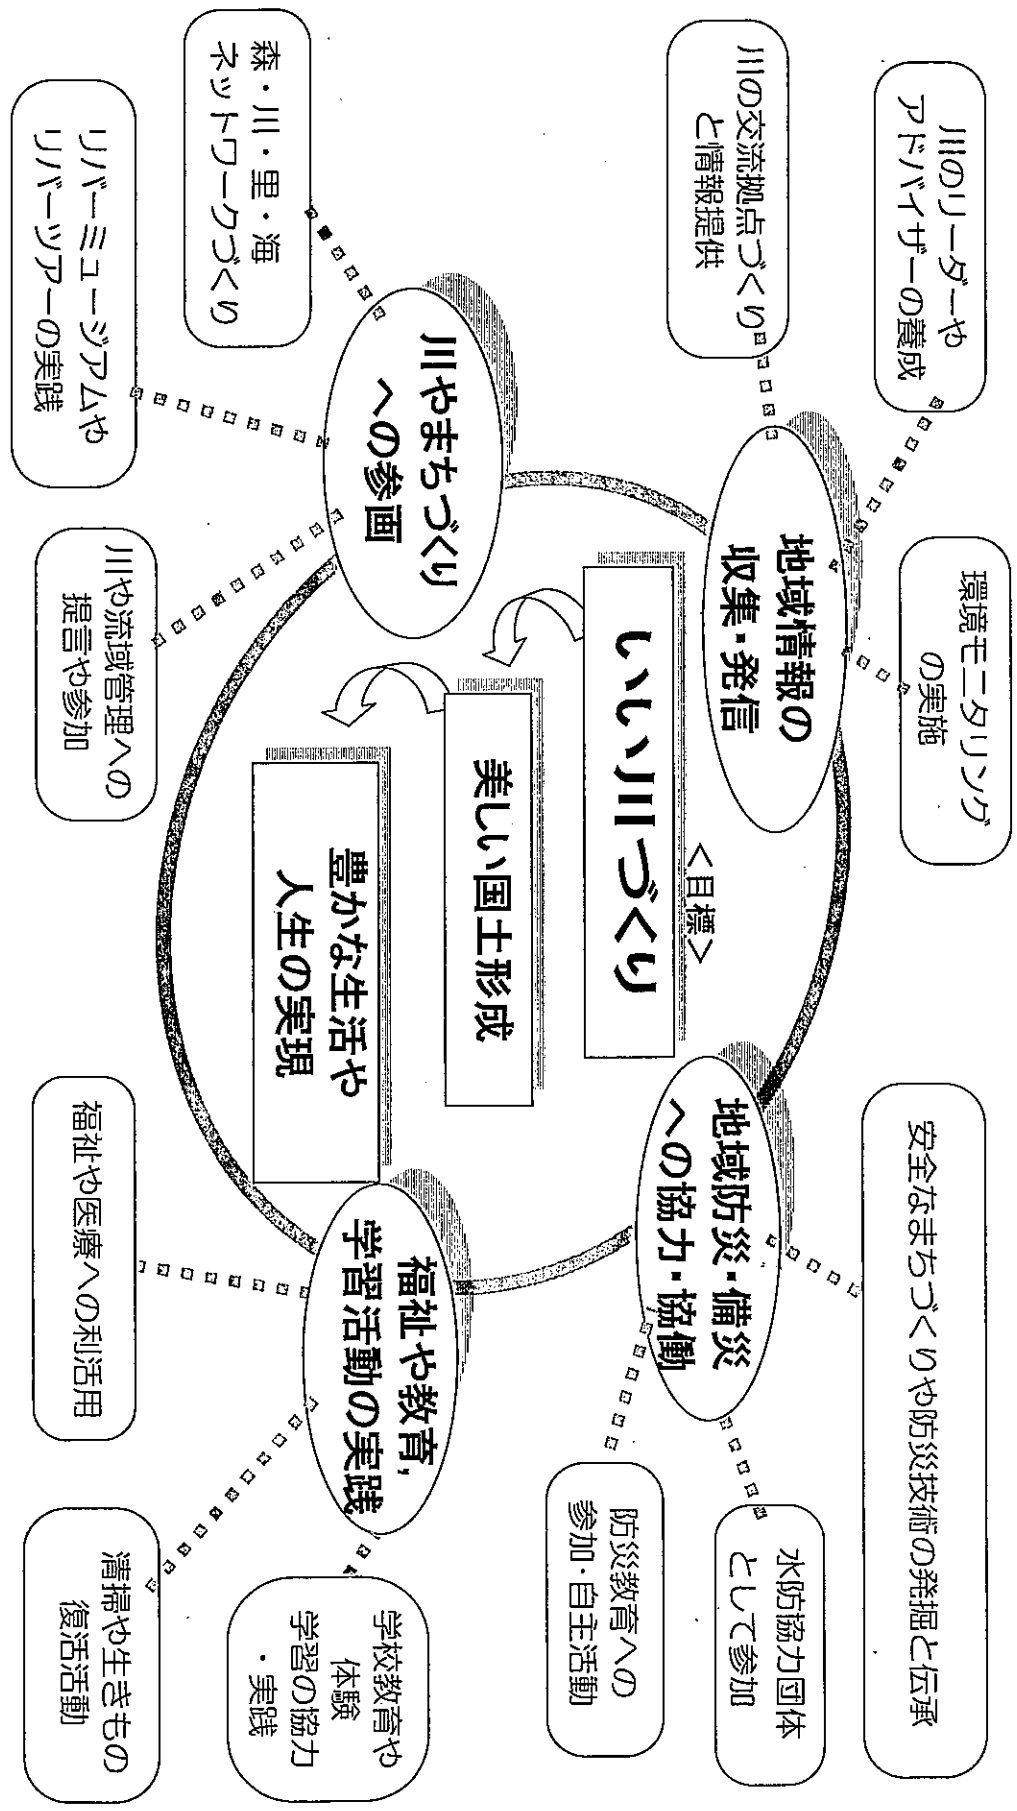 川のリーダーや
アドバイザーの養成
環境モニタリング
の実施
安全なまちづくりや防災技術の発掘と伝承
川の交流拠点づくり
と情報提供
地域情報の
収集・発信
<目標>
地域防災・備災
への協力・協働
水防協力団体
として参加
防災教育への
参加・自主活動
いい川づくり
美しい国土形成
豊かな生活や
人生の実現
川やまちづくり
への参画
福祉や教育,
学習活動の実践
森・川・里・海
ネットワークづくり
リバーミュージアムや
リバーツアーの実践
川や流域管理への
提言や参加
福祉や医療への利活用
清掃や生きもの
復活活動
学校教育や
体験
学習の協力
・実践